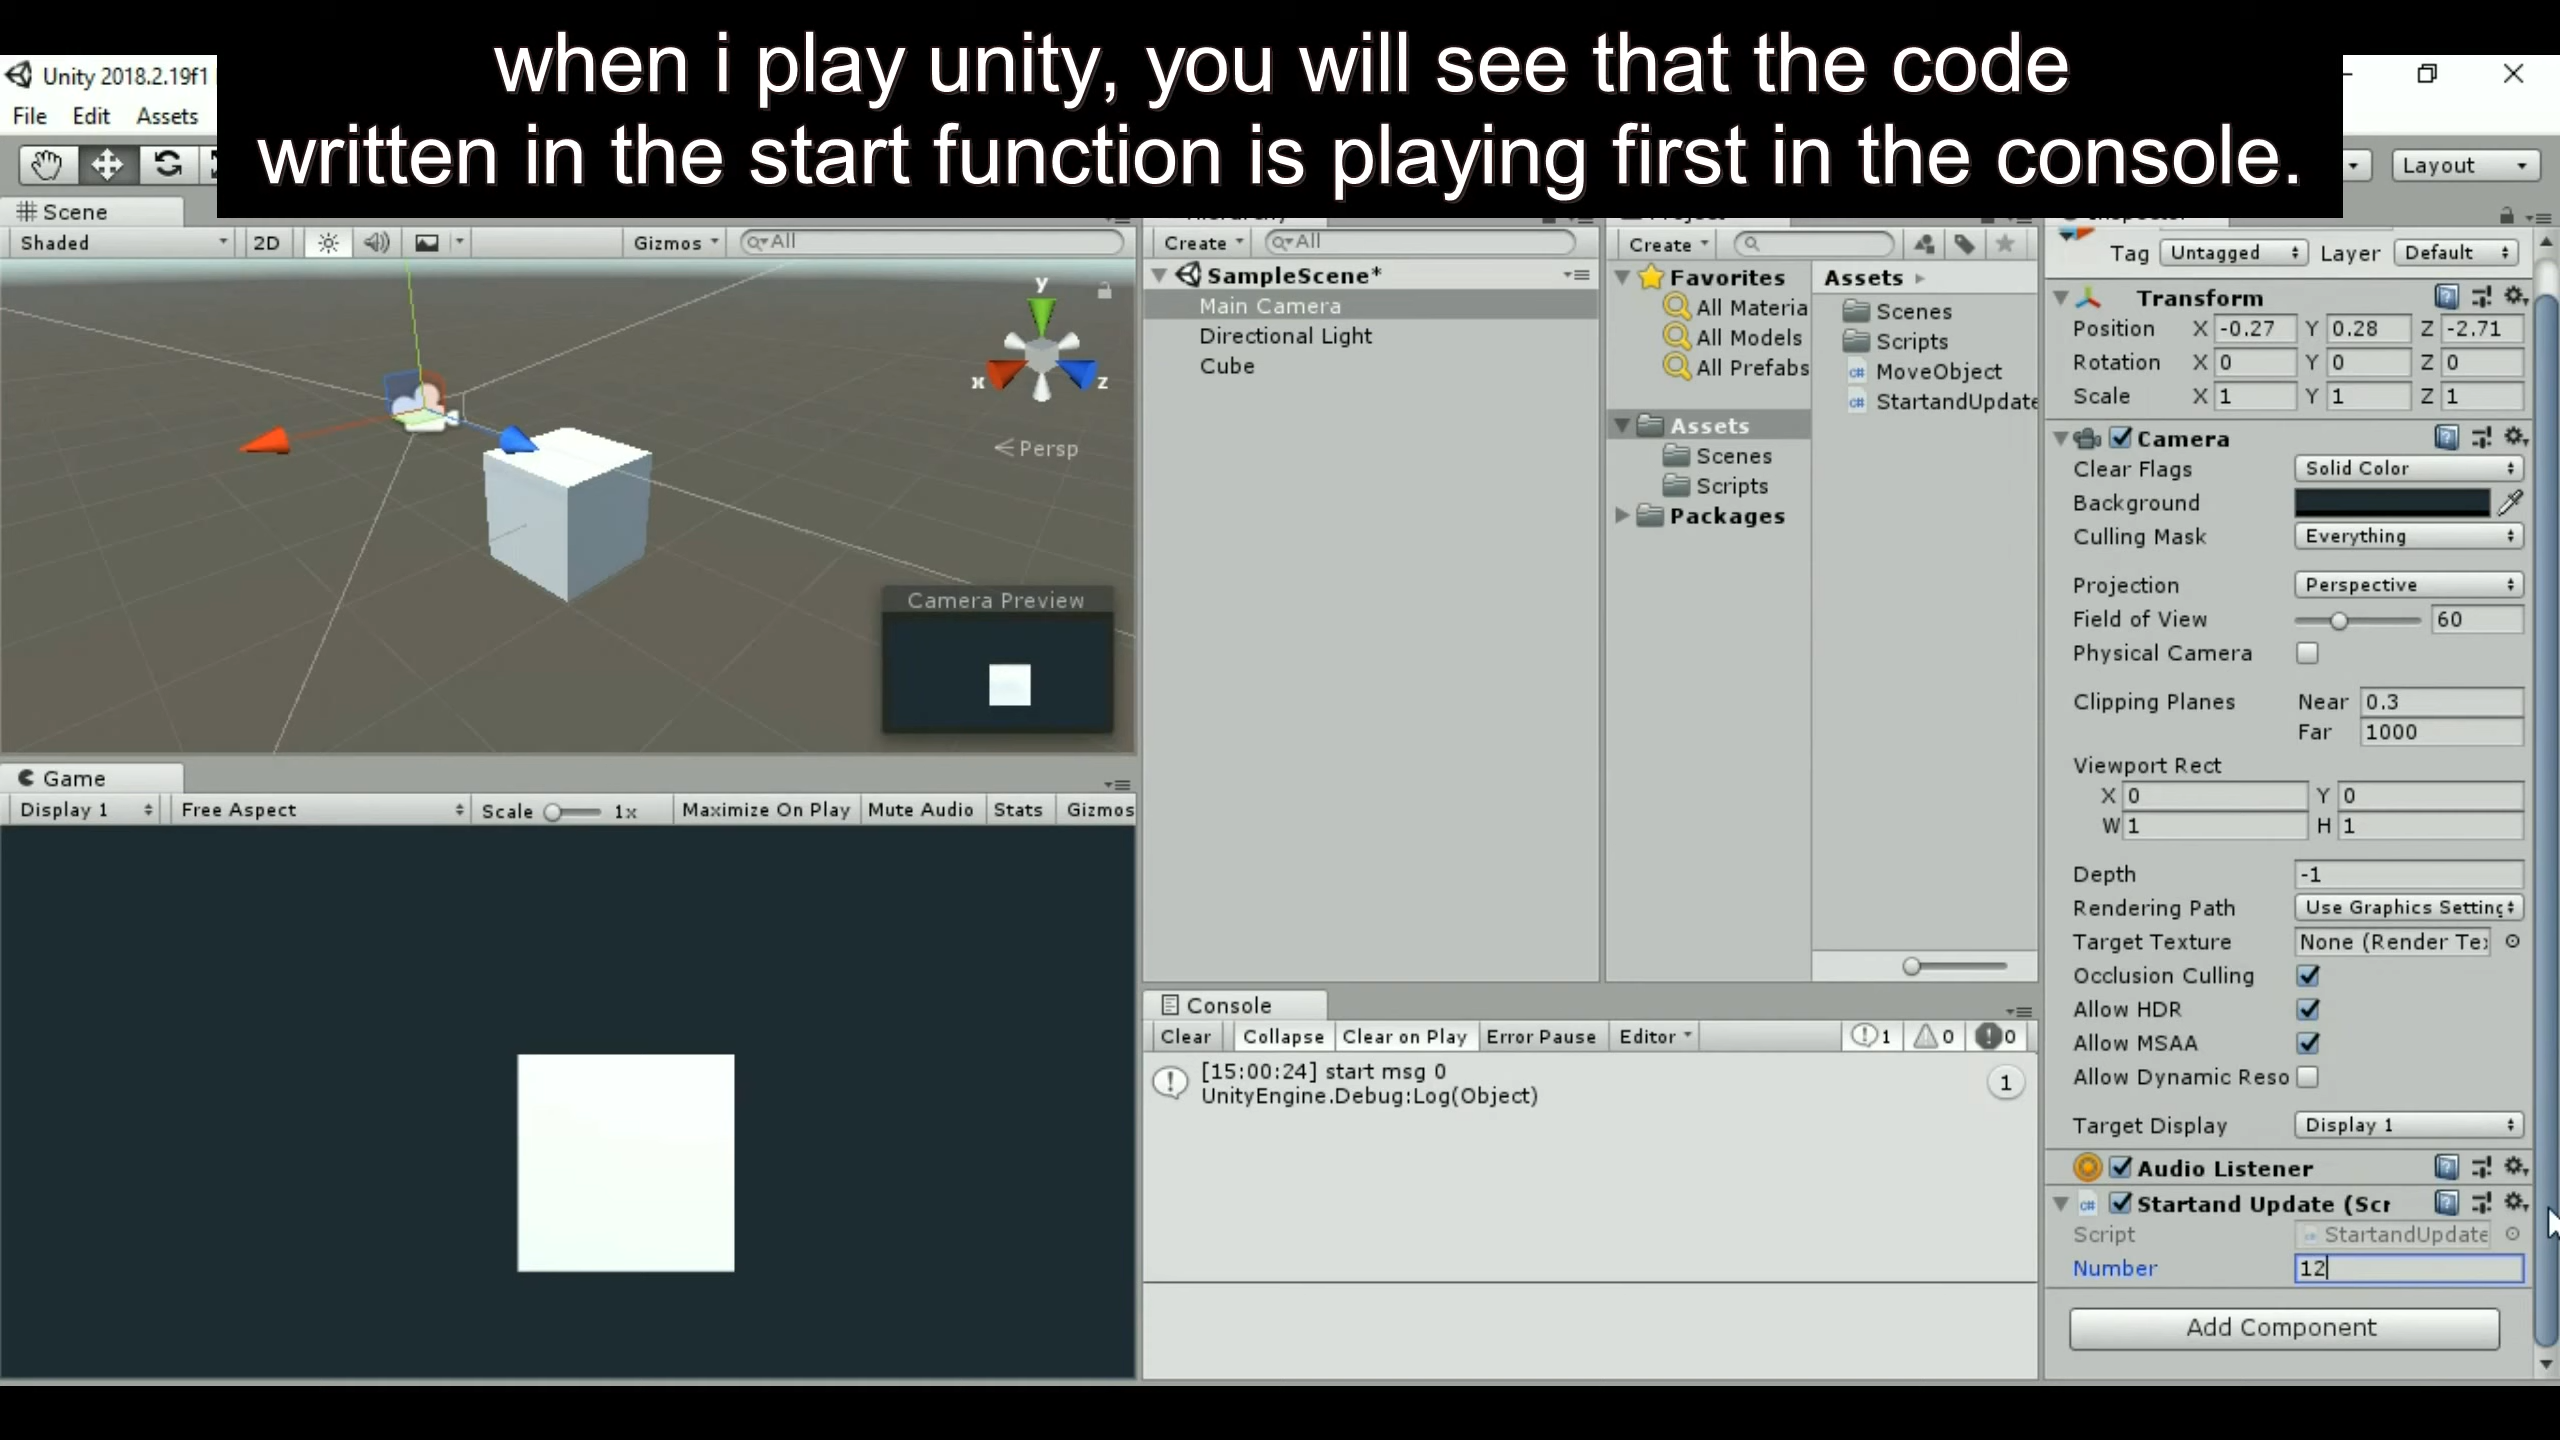 when i play unity, you will see that the code
written in the start function is playing first in the console.
Unity 2018.2.19f1
File Edit Assets
Layout
Scene
Shaded 2D Gizmos All
y
x z
Persp
Camera Preview
Game
Display 1 Free Aspect Scale 1x Maximize On Play Mute Audio Stats Gizmos
Create All
SampleScene*
Main Camera
Directional Light
Cube
Create
Favorites
All Materia
All Models
All Prefabs
Assets
Scenes
Scripts
Packages
Assets
Scenes
Scripts
MoveObject
StartandUpdate
Console
Clear Collapse Clear on Play Error Pause Editor 1 0 0
[15:00:24] start msg 0
UnityEngine.Debug:Log(Object)
1
Tag Untagged Layer Default
Transform
Position X -0.27 Y 0.28 Z -2.71
Rotation X 0 Y 0 Z 0
Scale X 1 Y 1 Z 1
Camera
Clear Flags Solid Color
Background
Culling Mask Everything
Projection Perspective
Field of View 60
Physical Camera
Clipping Planes Near 0.3
Far 1000
Viewport Rect
X 0 Y 0
W 1 H 1
Depth -1
Rendering Path Use Graphics Setting
Target Texture None (Render Te
Occlusion Culling
Allow HDR
Allow MSAA
Allow Dynamic Reso
Target Display Display 1
Audio Listener
c# Startand Update (Scr
Script StartandUpdate
Number 12
Add Component